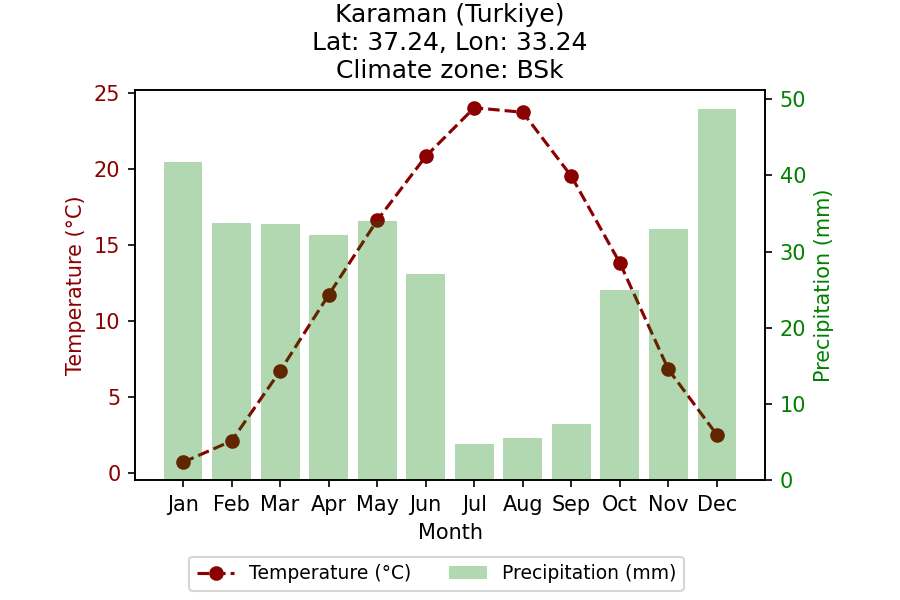 Karaman (Turkiye)
Lat: 37.24, Lon: 33.24
Climate zone: BSk
25
20
15
10
5
0
Temperature (°C)
50
40
30
20
10
0
Precipitation (mm)
Jan Feb Mar Apr May Jun Jul Aug Sep Oct Nov Dec
Month
Temperature (°C) Precipitation (mm)